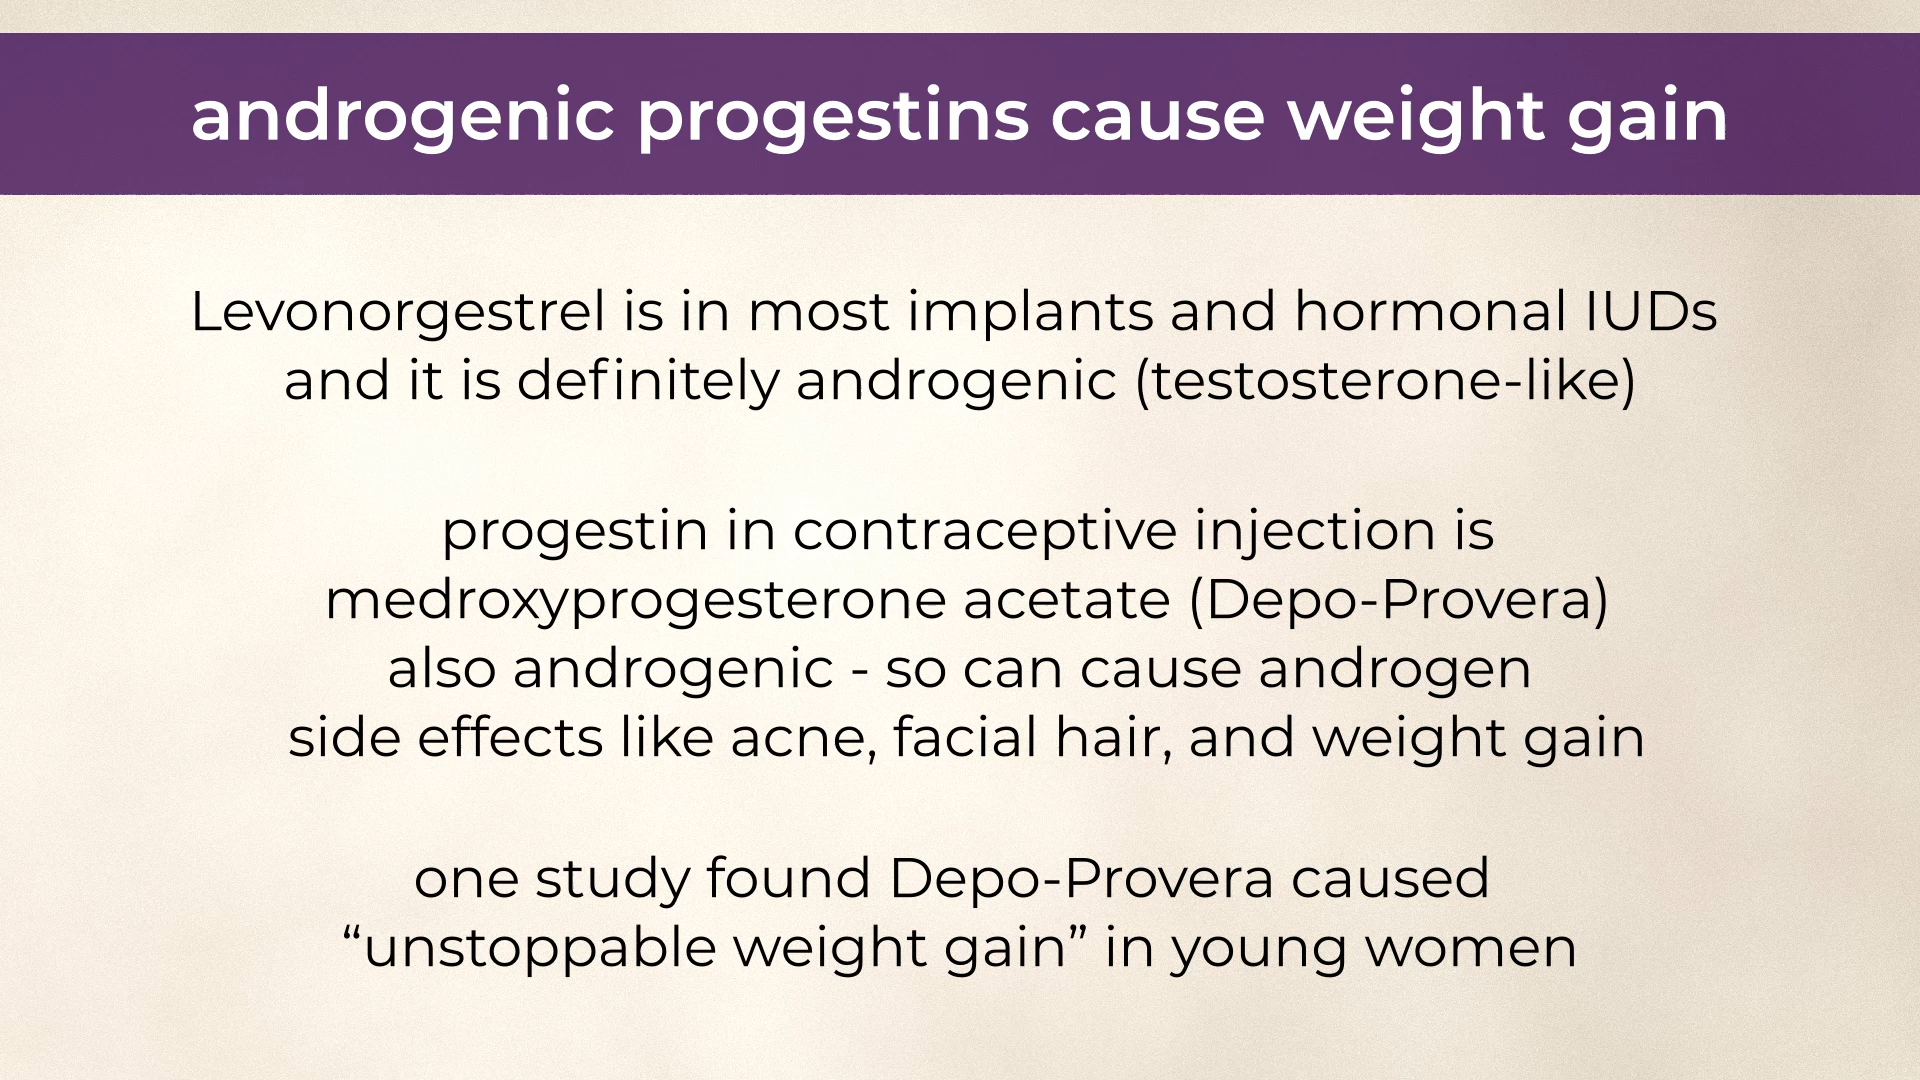 androgenic progestins cause weight gain
Levonorgestrel is in most implants and hormonal IUDs
and it is definitely androgenic (testosterone-like)
progestin in contraceptive injection is
medroxyprogesterone acetate (Depo-Provera)
also androgenic - so can cause androgen
side effects like acne, facial hair, and weight gain
one study found Depo-Provera caused
“unstoppable weight gain” in young women